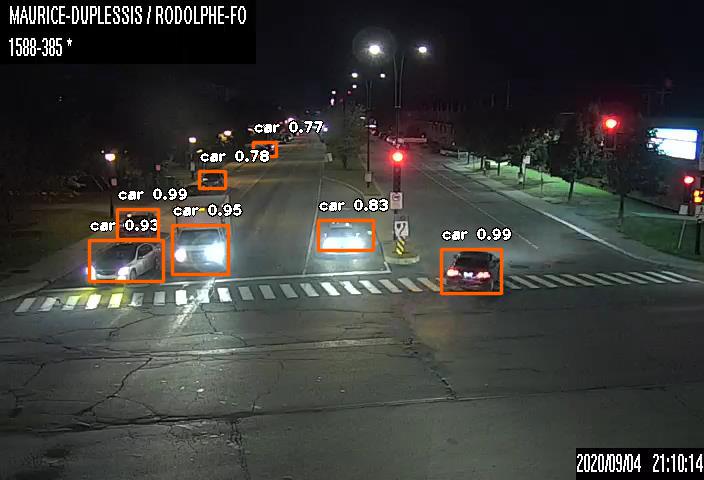 MAURICE-DUPLESSIS / RODOLPHE-FO
1588-385 *
car 0.77
car 0.78
car 0.99
car 0.95
car 0.93
car 0.83
car 0.99
2020/09/04 21:10:14